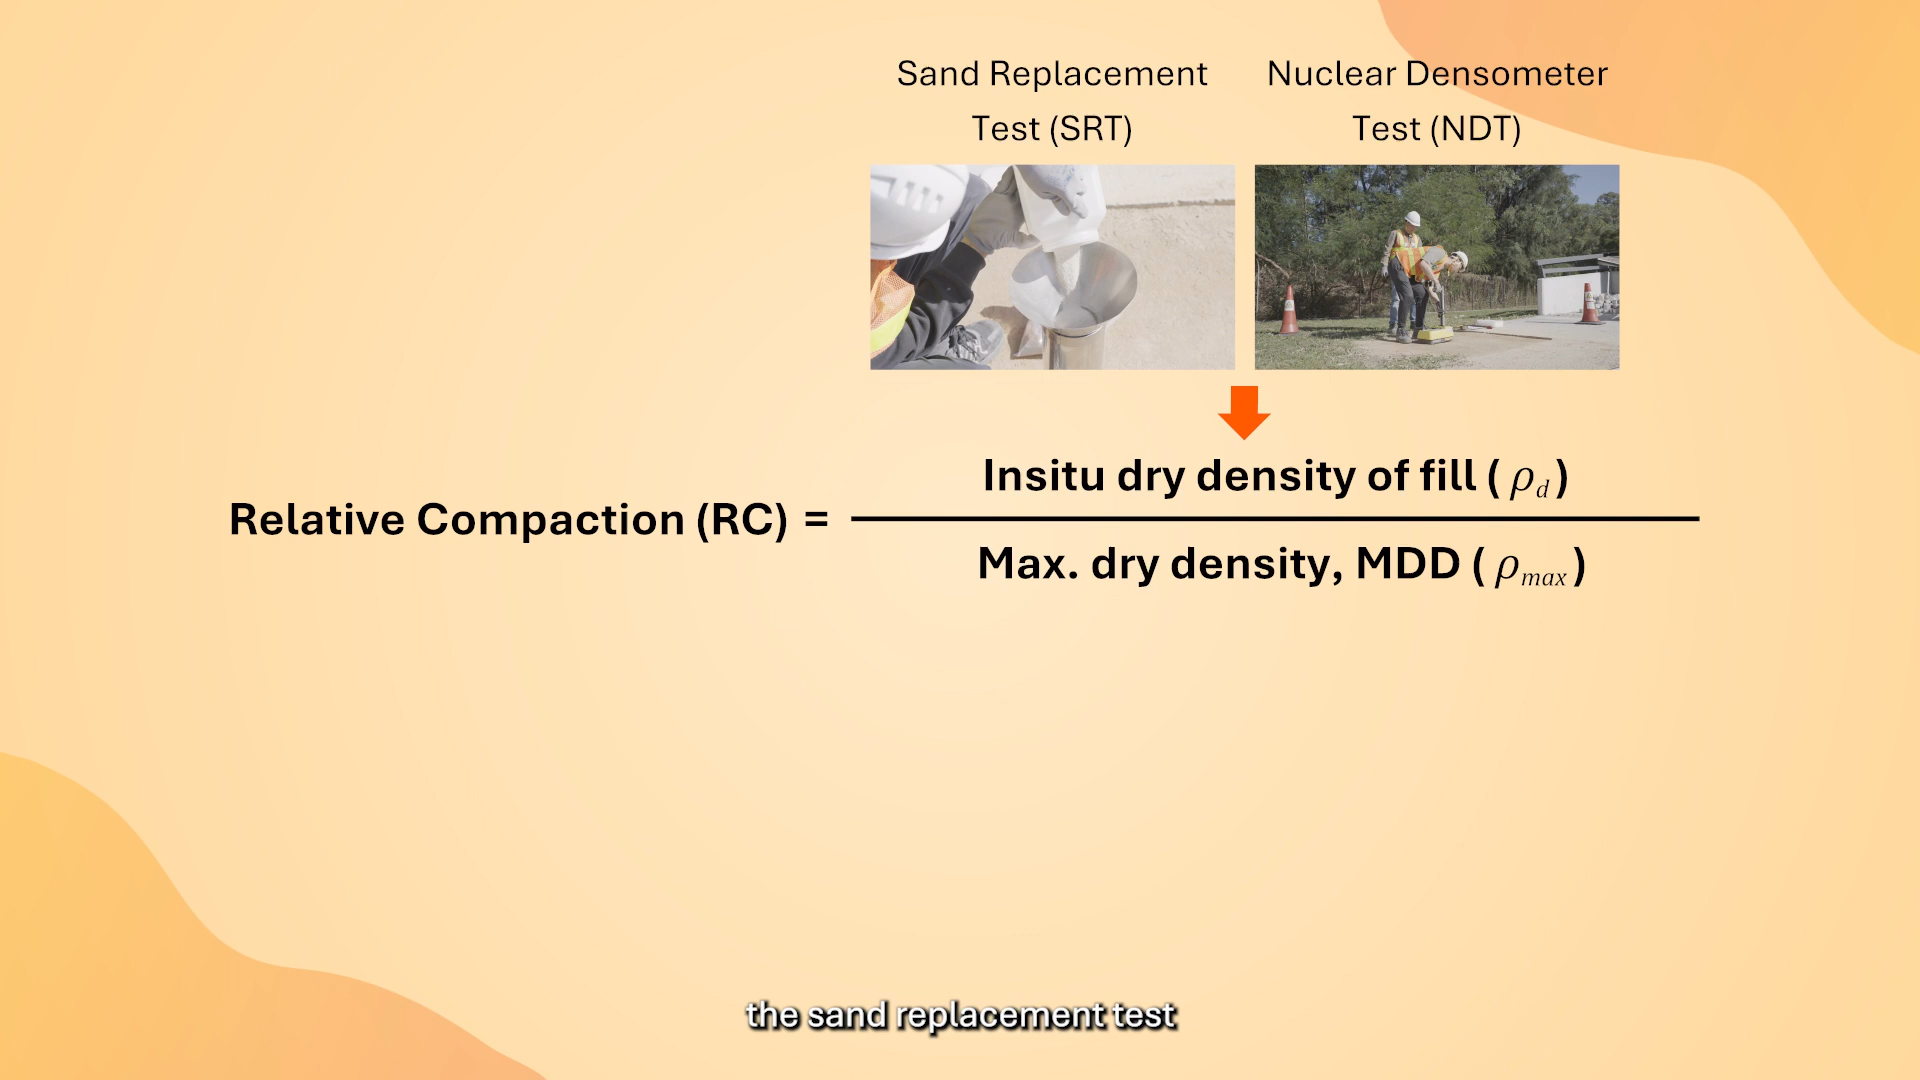 Sand Replacement
Test (SRT)
Nuclear Densometer
Test (NDT)
Relative Compaction (RC) =
Insitu dry density of fill ( ρd )
Max. dry density, MDD ( ρmax )
the sand replacement test